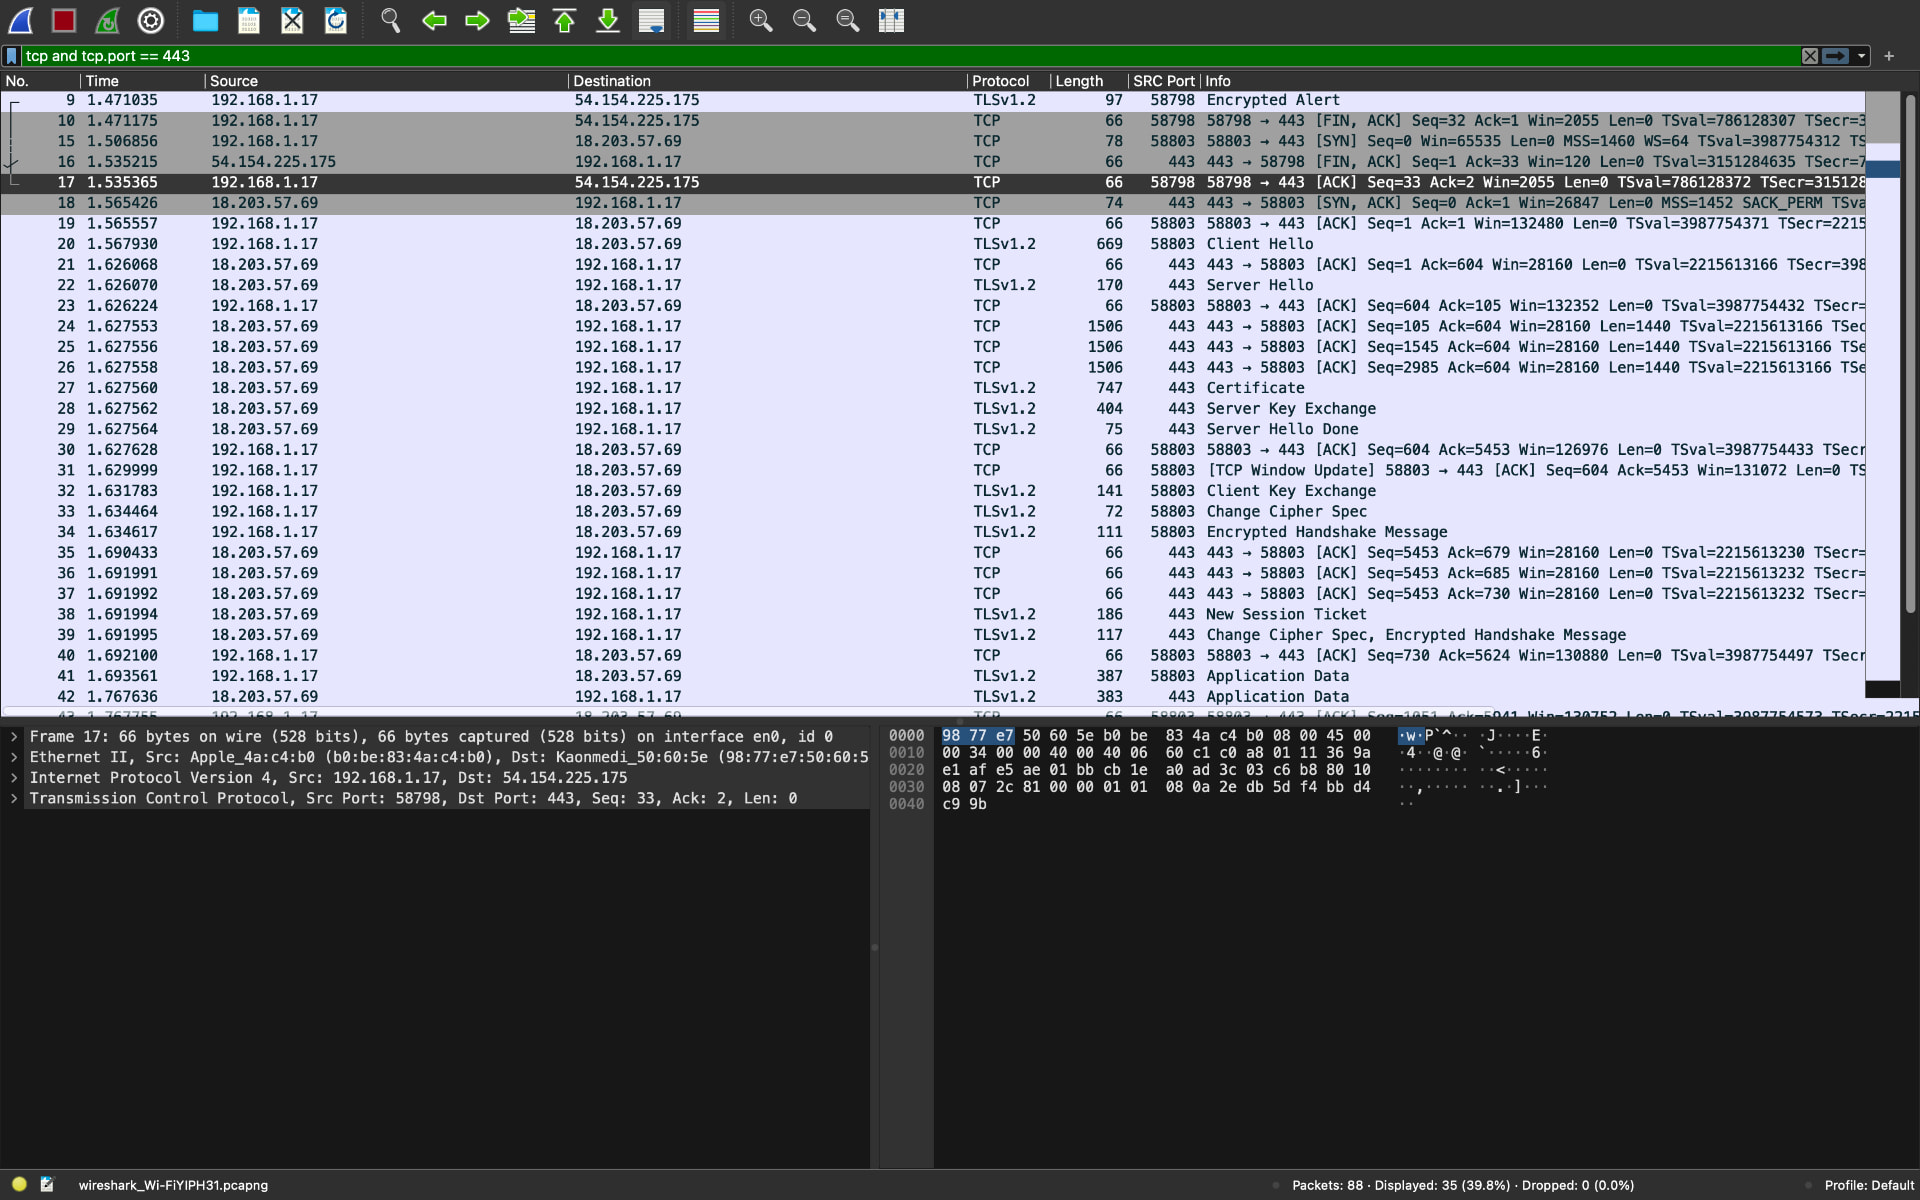 tcp and tcp.port == 443
No. Time Source Destination Protocol Length SRC Port Info
9 1.471035 192.168.1.17 54.154.225.175 TLSv1.2 97 58798 Encrypted Alert
10 1.471175 192.168.1.17 54.154.225.175 TCP 66 58798 58798 → 443 [FIN, ACK] Seq=32 Ack=1 Win=2055 Len=0 TSval=786128307 TSecr=3
15 1.506856 192.168.1.17 18.203.57.69 TCP 78 58803 58803 → 443 [SYN] Seq=0 Win=65535 Len=0 MSS=1460 WS=64 TSval=3987754312 TS
16 1.535215 54.154.225.175 192.168.1.17 TCP 66 443 443 → 58798 [FIN, ACK] Seq=1 Ack=33 Win=120 Len=0 TSval=3151284635 TSecr=7
17 1.535365 192.168.1.17 54.154.225.175 TCP 66 58798 58798 → 443 [ACK] Seq=33 Ack=2 Win=2055 Len=0 TSval=786128372 TSecr=315128
18 1.565426 18.203.57.69 192.168.1.17 TCP 74 443 443 → 58803 [SYN, ACK] Seq=0 Ack=1 Win=26847 Len=0 MSS=1452 SACK_PERM TSva
19 1.565557 192.168.1.17 18.203.57.69 TCP 66 58803 58803 → 443 [ACK] Seq=1 Ack=1 Win=132480 Len=0 TSval=3987754371 TSecr=2215
20 1.567930 192.168.1.17 18.203.57.69 TLSv1.2 669 58803 Client Hello
21 1.626068 18.203.57.69 192.168.1.17 TCP 66 443 443 → 58803 [ACK] Seq=1 Ack=604 Win=28160 Len=0 TSval=2215613166 TSecr=398
22 1.626070 18.203.57.69 192.168.1.17 TLSv1.2 170 443 Server Hello
23 1.626224 192.168.1.17 18.203.57.69 TCP 66 58803 58803 → 443 [ACK] Seq=604 Ack=105 Win=132352 Len=0 TSval=3987754432 TSecr=
24 1.627553 18.203.57.69 192.168.1.17 TCP 1506 443 443 → 58803 [ACK] Seq=105 Ack=604 Win=28160 Len=1440 TSval=2215613166 TSec
25 1.627556 18.203.57.69 192.168.1.17 TCP 1506 443 443 → 58803 [ACK] Seq=1545 Ack=604 Win=28160 Len=1440 TSval=2215613166 TSe
26 1.627558 18.203.57.69 192.168.1.17 TCP 1506 443 443 → 58803 [ACK] Seq=2985 Ack=604 Win=28160 Len=1440 TSval=2215613166 TSe
27 1.627560 18.203.57.69 192.168.1.17 TLSv1.2 747 443 Certificate
28 1.627562 18.203.57.69 192.168.1.17 TLSv1.2 404 443 Server Key Exchange
29 1.627564 18.203.57.69 192.168.1.17 TLSv1.2 75 443 Server Hello Done
30 1.627628 192.168.1.17 18.203.57.69 TCP 66 58803 58803 → 443 [ACK] Seq=604 Ack=5453 Win=126976 Len=0 TSval=3987754433 TSecr
31 1.629999 192.168.1.17 18.203.57.69 TCP 66 58803 [TCP Window Update] 58803 → 443 [ACK] Seq=604 Ack=5453 Win=131072 Len=0 TS
32 1.631783 192.168.1.17 18.203.57.69 TLSv1.2 141 58803 Client Key Exchange
33 1.634464 192.168.1.17 18.203.57.69 TLSv1.2 72 58803 Change Cipher Spec
34 1.634617 192.168.1.17 18.203.57.69 TLSv1.2 111 58803 Encrypted Handshake Message
35 1.690433 18.203.57.69 192.168.1.17 TCP 66 443 443 → 58803 [ACK] Seq=5453 Ack=679 Win=28160 Len=0 TSval=2215613230 TSecr=
36 1.691991 18.203.57.69 192.168.1.17 TCP 66 443 443 → 58803 [ACK] Seq=5453 Ack=685 Win=28160 Len=0 TSval=2215613232 TSecr=
37 1.691992 18.203.57.69 192.168.1.17 TCP 66 443 443 → 58803 [ACK] Seq=5453 Ack=730 Win=28160 Len=0 TSval=2215613232 TSecr=
38 1.691994 18.203.57.69 192.168.1.17 TLSv1.2 186 443 New Session Ticket
39 1.691995 18.203.57.69 192.168.1.17 TLSv1.2 117 443 Change Cipher Spec, Encrypted Handshake Message
40 1.692100 192.168.1.17 18.203.57.69 TCP 66 58803 58803 → 443 [ACK] Seq=730 Ack=5624 Win=130880 Len=0 TSval=3987754497 TSecr
41 1.693561 192.168.1.17 18.203.57.69 TLSv1.2 387 58803 Application Data
42 1.767636 18.203.57.69 192.168.1.17 TLSv1.2 383 443 Application Data
43 1.767755 192.168.1.17 18.203.57.69 TCP 66 58803 58803 → 443 [ACK] Seq=1051 Ack=5941 Win=130752 Len=0 TSval=3987754573 TSecr=2215
Frame 17: 66 bytes on wire (528 bits), 66 bytes captured (528 bits) on interface en0, id 0
Ethernet II, Src: Apple_4a:c4:b0 (b0:be:83:4a:c4:b0), Dst: Kaonmedi_50:60:5e (98:77:e7:50:60:5
Internet Protocol Version 4, Src: 192.168.1.17, Dst: 54.154.225.175
Transmission Control Protocol, Src Port: 58798, Dst Port: 443, Seq: 33, Ack: 2, Len: 0
0000 98 77 e7 50 60 5e b0 be 83 4a c4 b0 08 00 45 00 ·w·P`^·· ·J····E·
0010 00 34 00 00 40 00 40 06 60 c1 c0 a8 01 11 36 9a ·4··@·@· `·····6·
0020 e1 af e5 ae 01 bb cb 1e a0 ad 3c 03 c6 b8 80 10 ········ ··<·····
0030 08 07 2c 81 00 00 01 01 08 0a 2e db 5d f4 bb d4 ··,····· ··.·]···
0040 c9 9b ··
wireshark_Wi-FiYIPH31.pcapng Packets: 88 · Displayed: 35 (39.8%) · Dropped: 0 (0.0%) Profile: Default